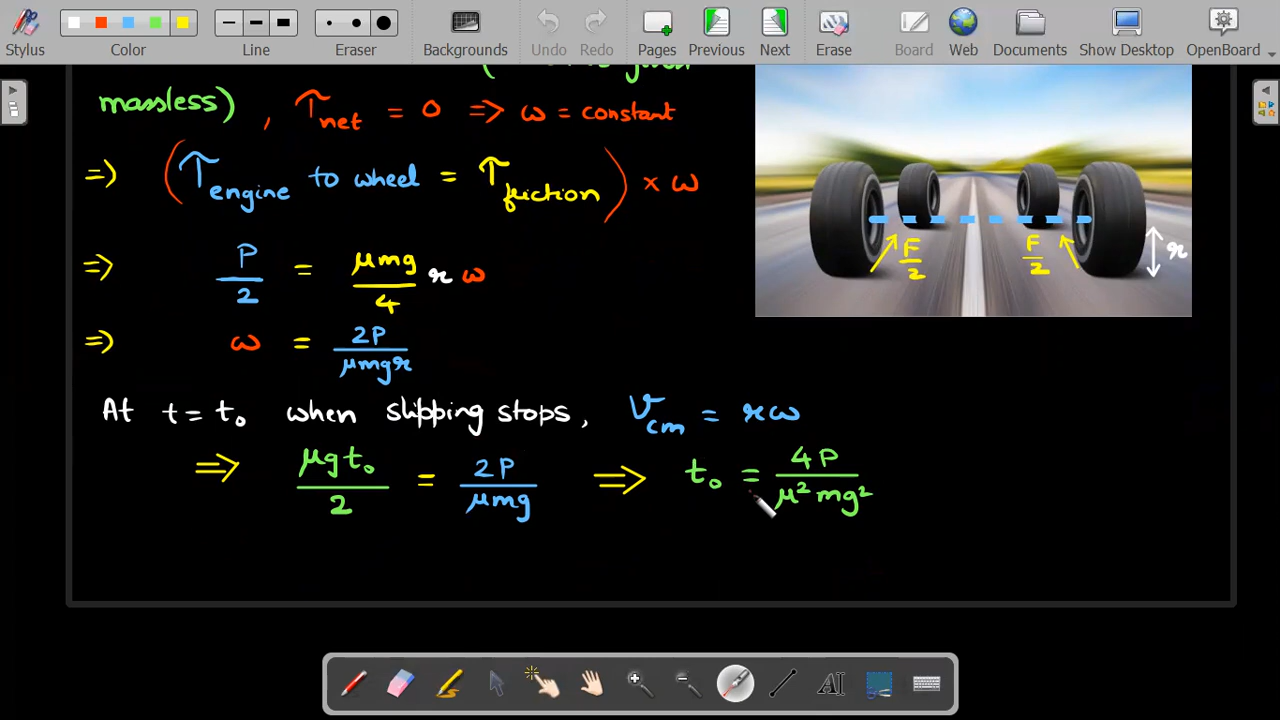 Stylus Color Line Eraser Backgrounds Undo Redo Pages Previous Next Erase Board Web Documents Show Desktop OpenBoard
given
massless) , τnet = 0 => ω = constant
=> (τengine to wheel = τfriction) × ω
=> P/2 = μmg/4 r ω
=> ω = 2P/μmgr
F/2 F/2 r
At t = t₀ when slipping stops, Vcm = rω
=> μgt₀/2 = 2P/μmg => t₀ = 4P/μ²mg²
AI